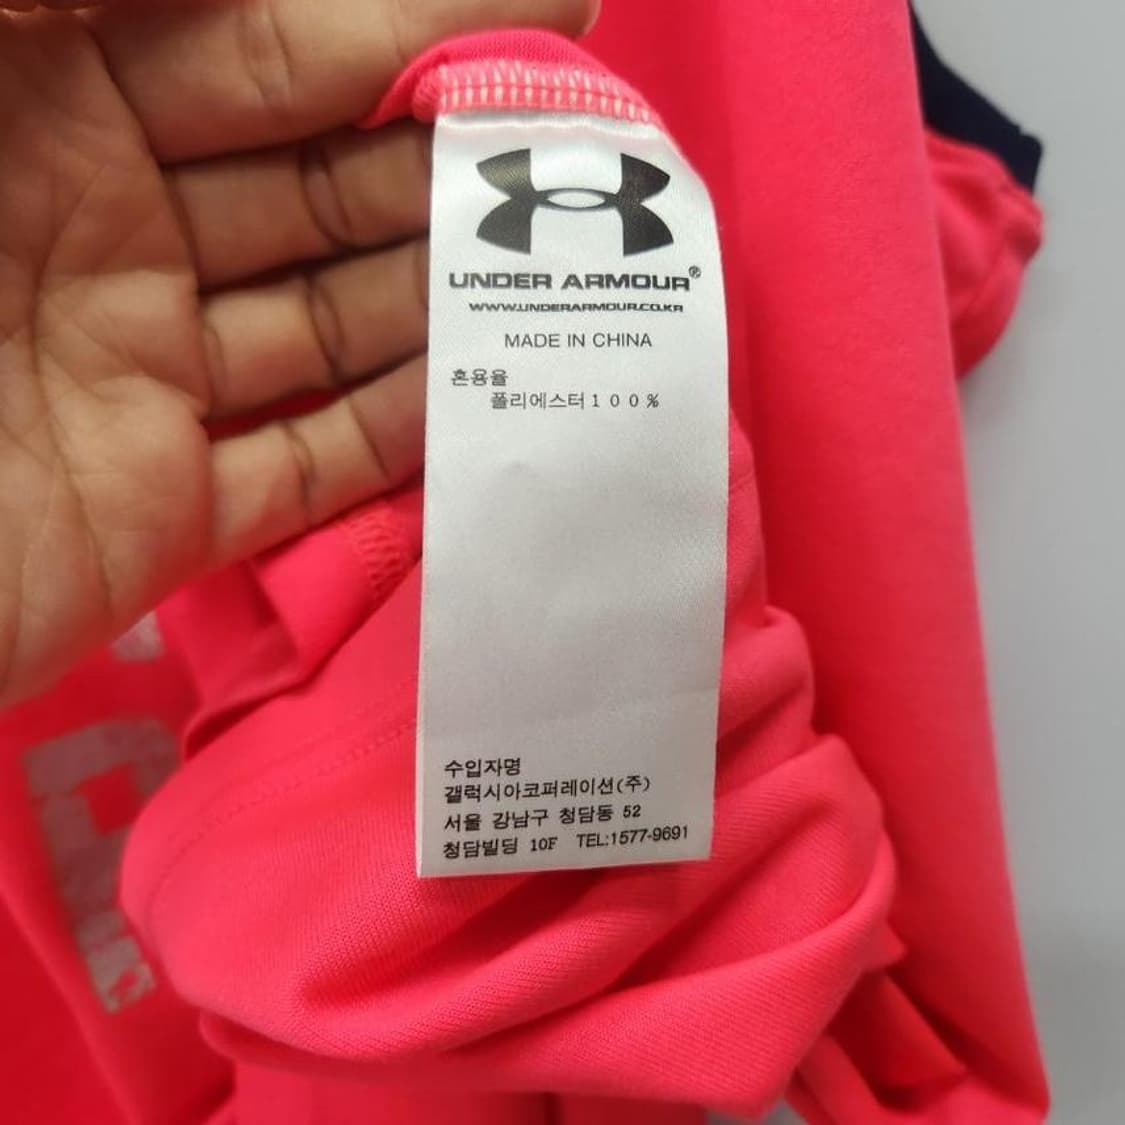 UNDER ARMOUR®
WWW.UNDERARMOUR.CO.KR
MADE IN CHINA
혼용율
폴리에스터 1 0 0 %
수입자명
갤럭시아코퍼레이션(주)
서울 강남구 청담동 52
청담빌딩 10F TEL:1577-9691